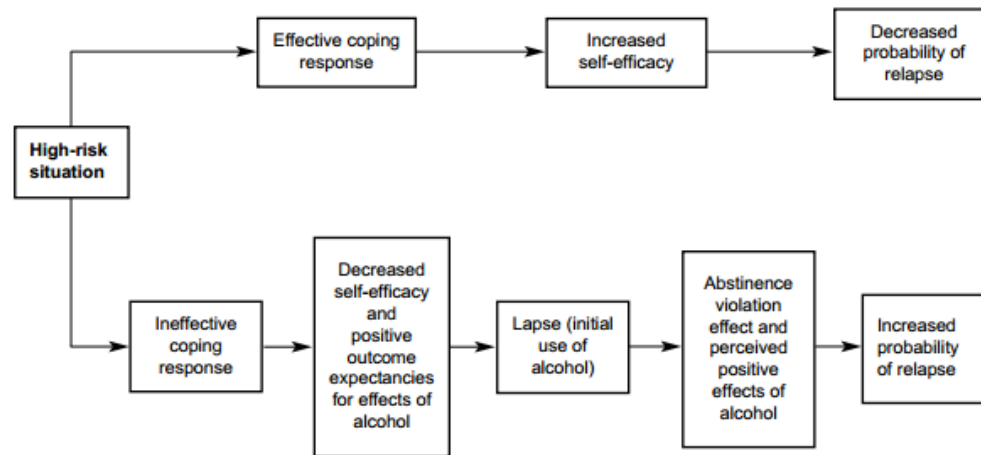 Effective coping
response
Increased
self-efficacy
Decreased
probability of
relapse
High-risk
situation
Ineffective
coping
response
Decreased
self-efficacy
and
positive
outcome
expectancies
for effects of
alcohol
Lapse (initial
use of
alcohol)
Abstinence
violation
effect and
perceived
positive
effects of
alcohol
Increased
probability
of relapse